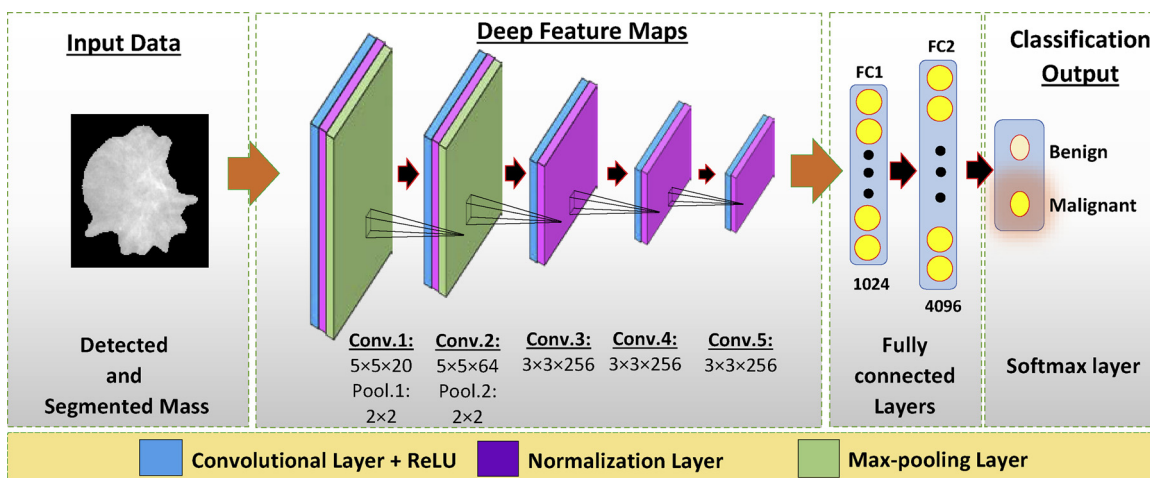 Input Data
Detected
and
Segmented Mass
Deep Feature Maps
Conv.1:
5×5×20
Pool.1:
2×2
Conv.2:
5×5×64
Pool.2:
2×2
Conv.3:
3×3×256
Conv.4:
3×3×256
Conv.5:
3×3×256
FC1
1024
FC2
4096
Fully
connected
Layers
Classification
Output
Benign
Malignant
Softmax layer
Convolutional Layer + ReLU
Normalization Layer
Max-pooling Layer